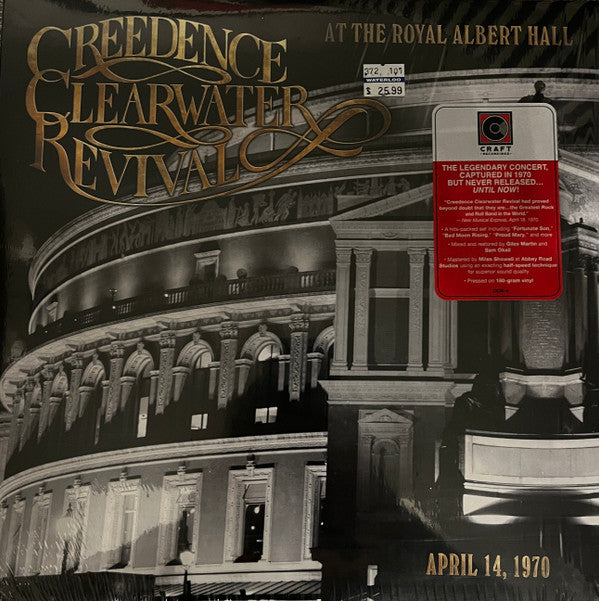 CREEDENCE
CLEARWATER
REVIVAL
AT THE ROYAL ALBERT HALL
372 101
WATERLOO
$ 25.99
C
CRAFT
RECORDINGS
THE LEGENDARY CONCERT,
CAPTURED IN 1970
BUT NEVER RELEASED...
UNTIL NOW!
"Creedence Clearwater Revival had proved
beyond doubt that they are...the Greatest Rock
and Roll Band in the World."
– New Musical Express, April 18, 1970
• A hits-packed set including "Fortunate Son,"
"Bad Moon Rising," "Proud Mary," and more
• Mixed and restored by Giles Martin and
Sam Okell
• Mastered by Miles Showell at Abbey Road
Studios using an exacting half-speed technique
for superior sound quality
• Pressed on 180-gram vinyl
APRIL 14, 1970